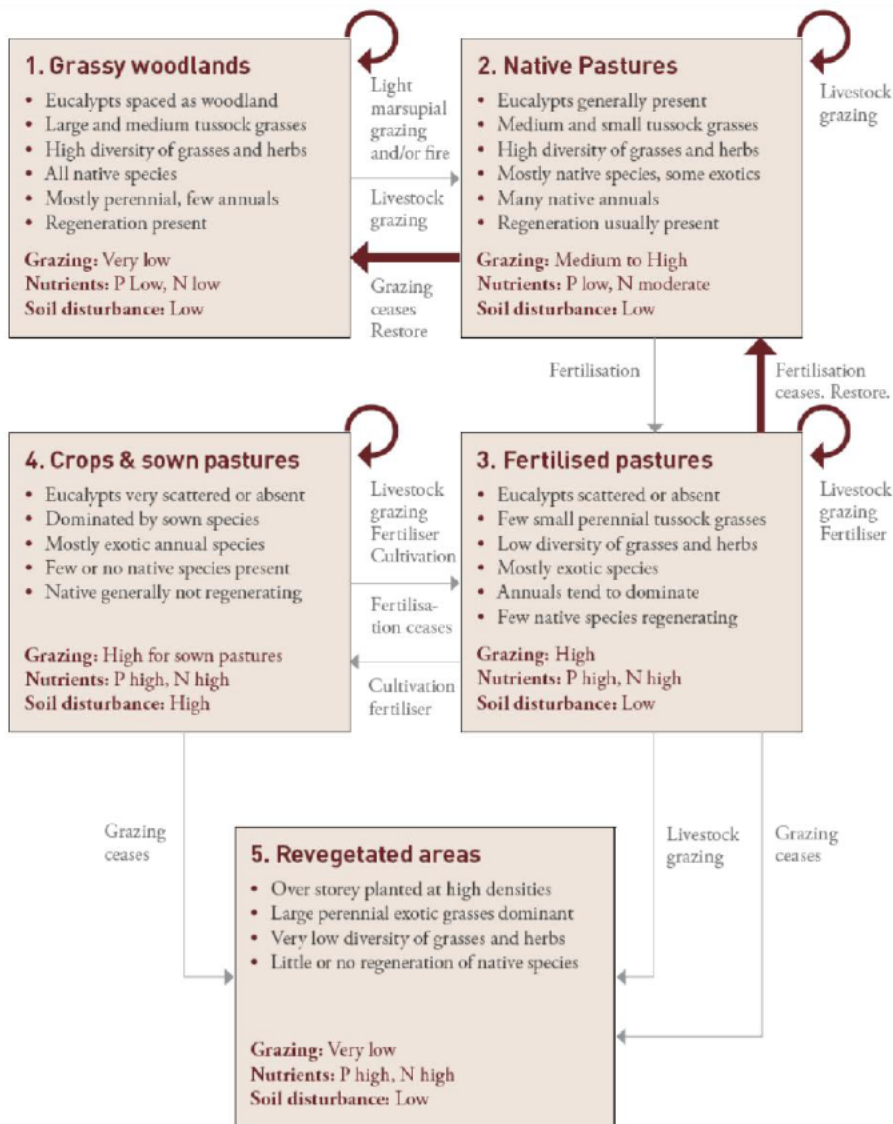 1. Grassy woodlands
• Eucalypts spaced as woodland
• Large and medium tussock grasses
• High diversity of grasses and herbs
• All native species
• Mostly perennial, few annuals
• Regeneration present
Grazing: Very low
Nutrients: P Low, N low
Soil disturbance: Low
Light
marsupial
grazing
and/or fire
Livestock
grazing
Grazing
ceases
Restore
2. Native Pastures
• Eucalypts generally present
• Medium and small tussock grasses
• High diversity of grasses and herbs
• Mostly native species, some exotics
• Many native annuals
• Regeneration usually present
Grazing: Medium to High
Nutrients: P low, N moderate
Soil disturbance: Low
Livestock
grazing
Fertilisation
Fertilisation
ceases. Restore.
4. Crops & sown pastures
• Eucalypts very scattered or absent
• Dominated by sown species
• Mostly exotic annual species
• Few or no native species present
• Native generally not regenerating
Grazing: High for sown pastures
Nutrients: P high, N high
Soil disturbance: High
Livestock
grazing
Fertiliser
Cultivation
Fertilisa-
tion ceases
Cultivation
fertiliser
3. Fertilised pastures
• Eucalypts scattered or absent
• Few small perennial tussock grasses
• Low diversity of grasses and herbs
• Mostly exotic species
• Annuals tend to dominate
• Few native species regenerating
Grazing: High
Nutrients: P high, N high
Soil disturbance: Low
Livestock
grazing
Fertiliser
Grazing
ceases
Livestock
grazing
Grazing
ceases
5. Revegetated areas
• Over storey planted at high densities
• Large perennial exotic grasses dominant
• Very low diversity of grasses and herbs
• Little or no regeneration of native species
Grazing: Very low
Nutrients: P high, N high
Soil disturbance: Low